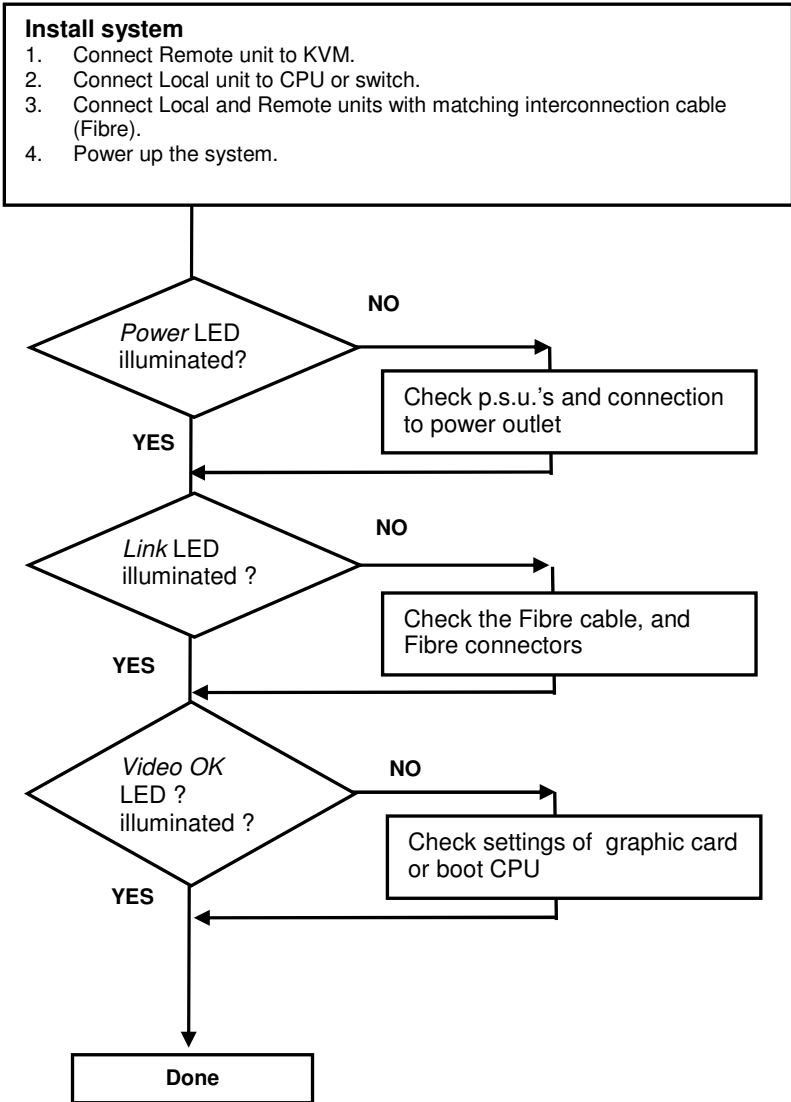 Install system
1. Connect Remote unit to KVM.
2. Connect Local unit to CPU or switch.
3. Connect Local and Remote units with matching interconnection cable
(Fibre).
4. Power up the system.
Power LED
illuminated?
NO
Check p.s.u.'s and connection
to power outlet
YES
Link LED
illuminated ?
NO
Check the Fibre cable, and
Fibre connectors
YES
Video OK
LED ?
illuminated ?
NO
Check settings of graphic card
or boot CPU
YES
Done